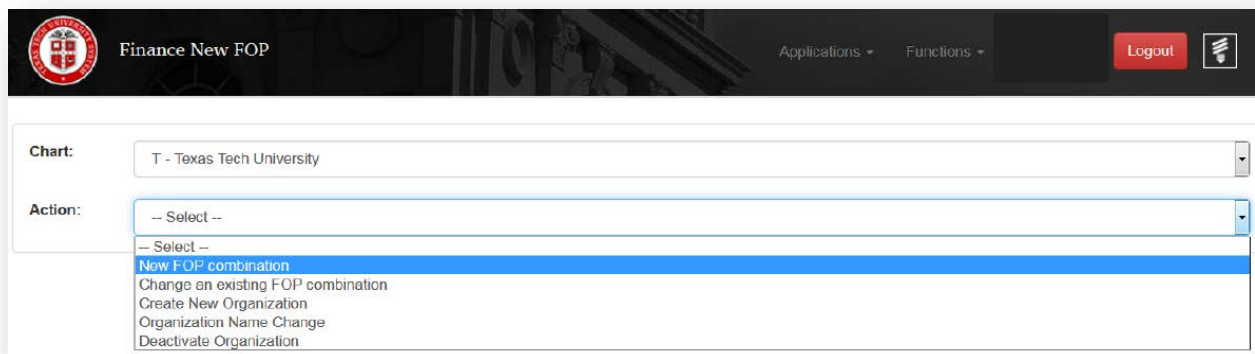 Finance New FOP
Applications
Functions
Logout
Chart:
T - Texas Tech University
Action:
-- Select --
-- Select --
New FOP combination
Change an existing FOP combination
Create New Organization
Organization Name Change
Deactivate Organization